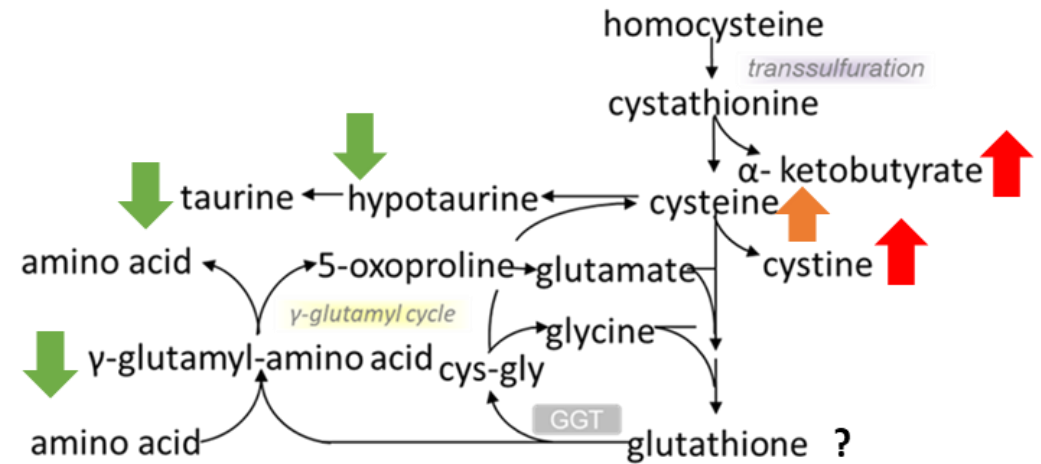 homocysteine
transsulfuration
cystathionine
α- ketobutyrate
taurine
hypotaurine
cysteine
amino acid
5-oxoproline
glutamate
cystine
γ-glutamyl cycle
glycine
γ-glutamyl-amino acid
cys-gly
GGT
amino acid
glutathione ?